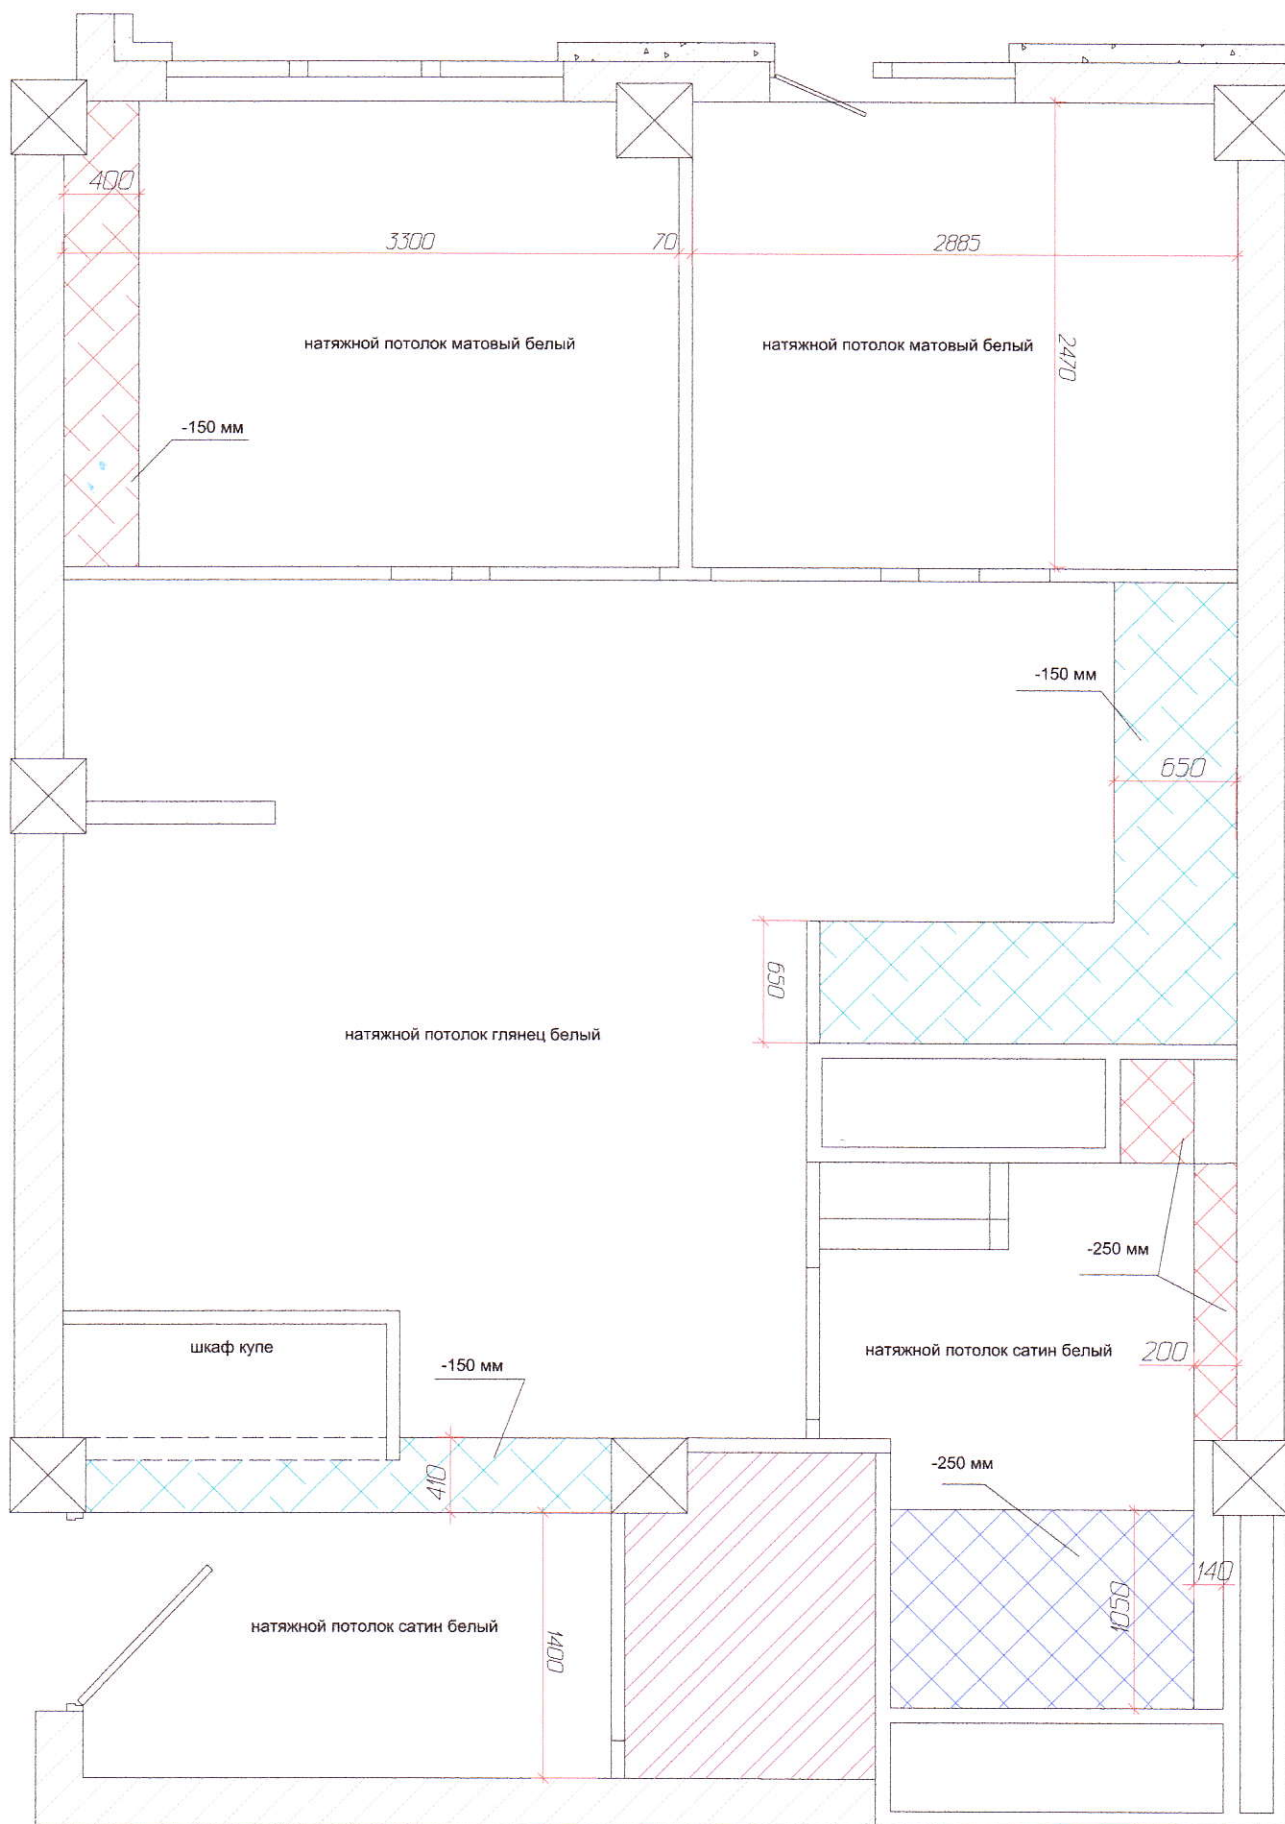 400
3300
70
2885
натяжной потолок матовый белый
натяжной потолок матовый белый
2470
-150 мм
-150 мм
650
650
натяжной потолок глянец белый
-250 мм
шкаф купе
-150 мм
натяжной потолок сатин белый
200
410
-250 мм
140
1050
натяжной потолок сатин белый
1400